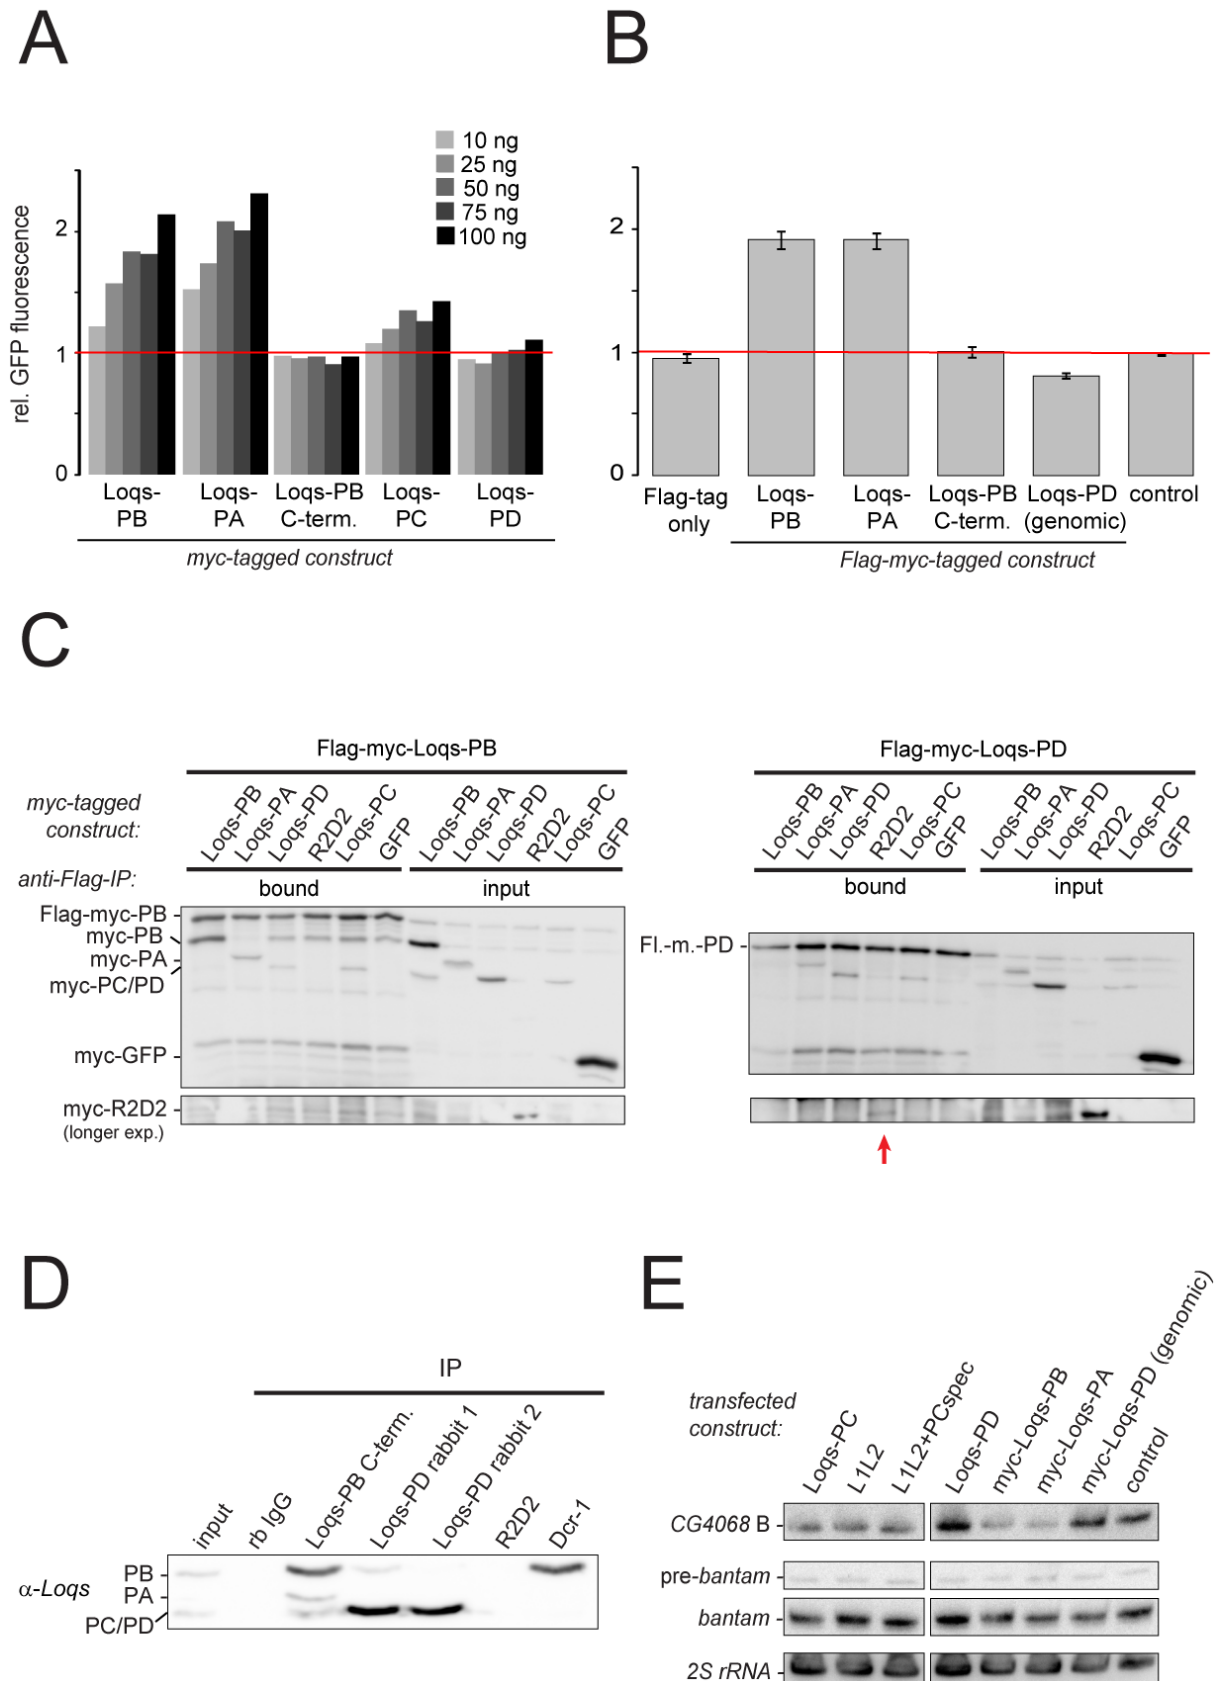 A
B
10 ng
25 ng
50 ng
75 ng
100 ng
rel. GFP fluorescence
2
1
0
Loqs-PB
Loqs-PA
Loqs-PB C-term.
Loqs-PC
Loqs-PD
myc-tagged construct
2
1
0
Flag-tag only
Loqs-PB
Loqs-PA
Loqs-PB C-term.
Loqs-PD (genomic)
control
Flag-myc-tagged construct
C
Flag-myc-Loqs-PB
myc-tagged construct:
Loqs-PB
Loqs-PA
Loqs-PD
R2D2
Loqs-PC
GFP
Loqs-PB
Loqs-PA
Loqs-PD
R2D2
Loqs-PC
GFP
anti-Flag-IP:
bound
input
Flag-myc-PB
myc-PB
myc-PA
myc-PC/PD
myc-GFP
myc-R2D2
(longer exp.)
Flag-myc-Loqs-PD
Loqs-PB
Loqs-PA
Loqs-PD
R2D2
Loqs-PC
GFP
Loqs-PB
Loqs-PA
Loqs-PD
R2D2
Loqs-PC
GFP
bound
input
Fl.-m.-PD
D
IP
input
rb IgG
Loqs-PB C-term.
Loqs-PD rabbit 1
Loqs-PD rabbit 2
R2D2
Dcr-1
α-Loqs
PB
PA
PC/PD
E
transfected construct:
Loqs-PC
L1L2
L1L2+PCspec
Loqs-PD
myc-Loqs-PB
myc-Loqs-PA
myc-Loqs-PD (genomic)
control
CG4068 B
pre-bantam
bantam
2S rRNA